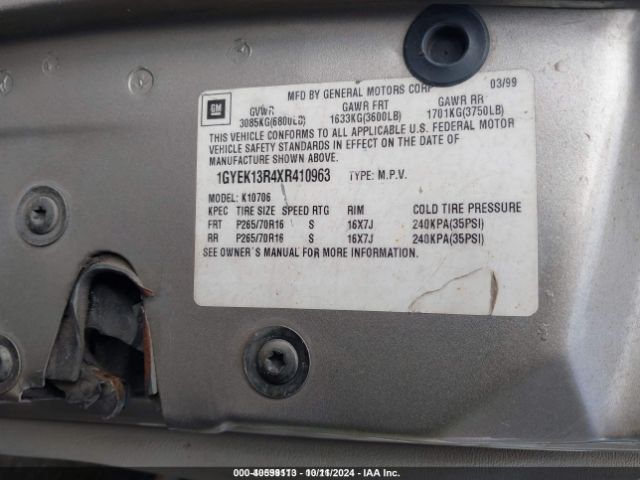 MFD BY GENERAL MOTORS CORP 03/99
GM
GVWR GAWR FRT GAWR RR
3085KG(6800LB) 1633KG(3600LB) 1701KG(3750LB)
THIS VEHICLE CONFORMS TO ALL APPLICABLE U.S. FEDERAL MOTOR
VEHICLE SAFETY STANDARDS IN EFFECT ON THE DATE OF
MANUFACTURE SHOWN ABOVE.
1GYEK13R4XR410963 TYPE: M.P.V.
MODEL: K10706
KPEC TIRE SIZE SPEED RTG RIM COLD TIRE PRESSURE
FRT P265/70R16 S 16X7J 240KPA(35PSI)
RR P265/70R16 S 16X7J 240KPA(35PSI)
SEE OWNER'S MANUAL FOR MORE INFORMATION.
2024 - IAA Inc.